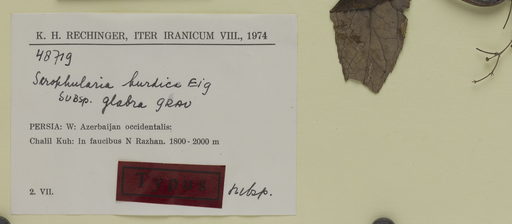 K. H. RECHINGER, ITER IRANICUM VIII., 1974
48719
Scrophularia kurdica Eig
subsp. glabra GRAU
PERSIA: W: Azerbaijan occidentalis:
Chalil Kuh: In faucibus N Razhan. 1800-2000 m
Typus
2. VII.
subsp.